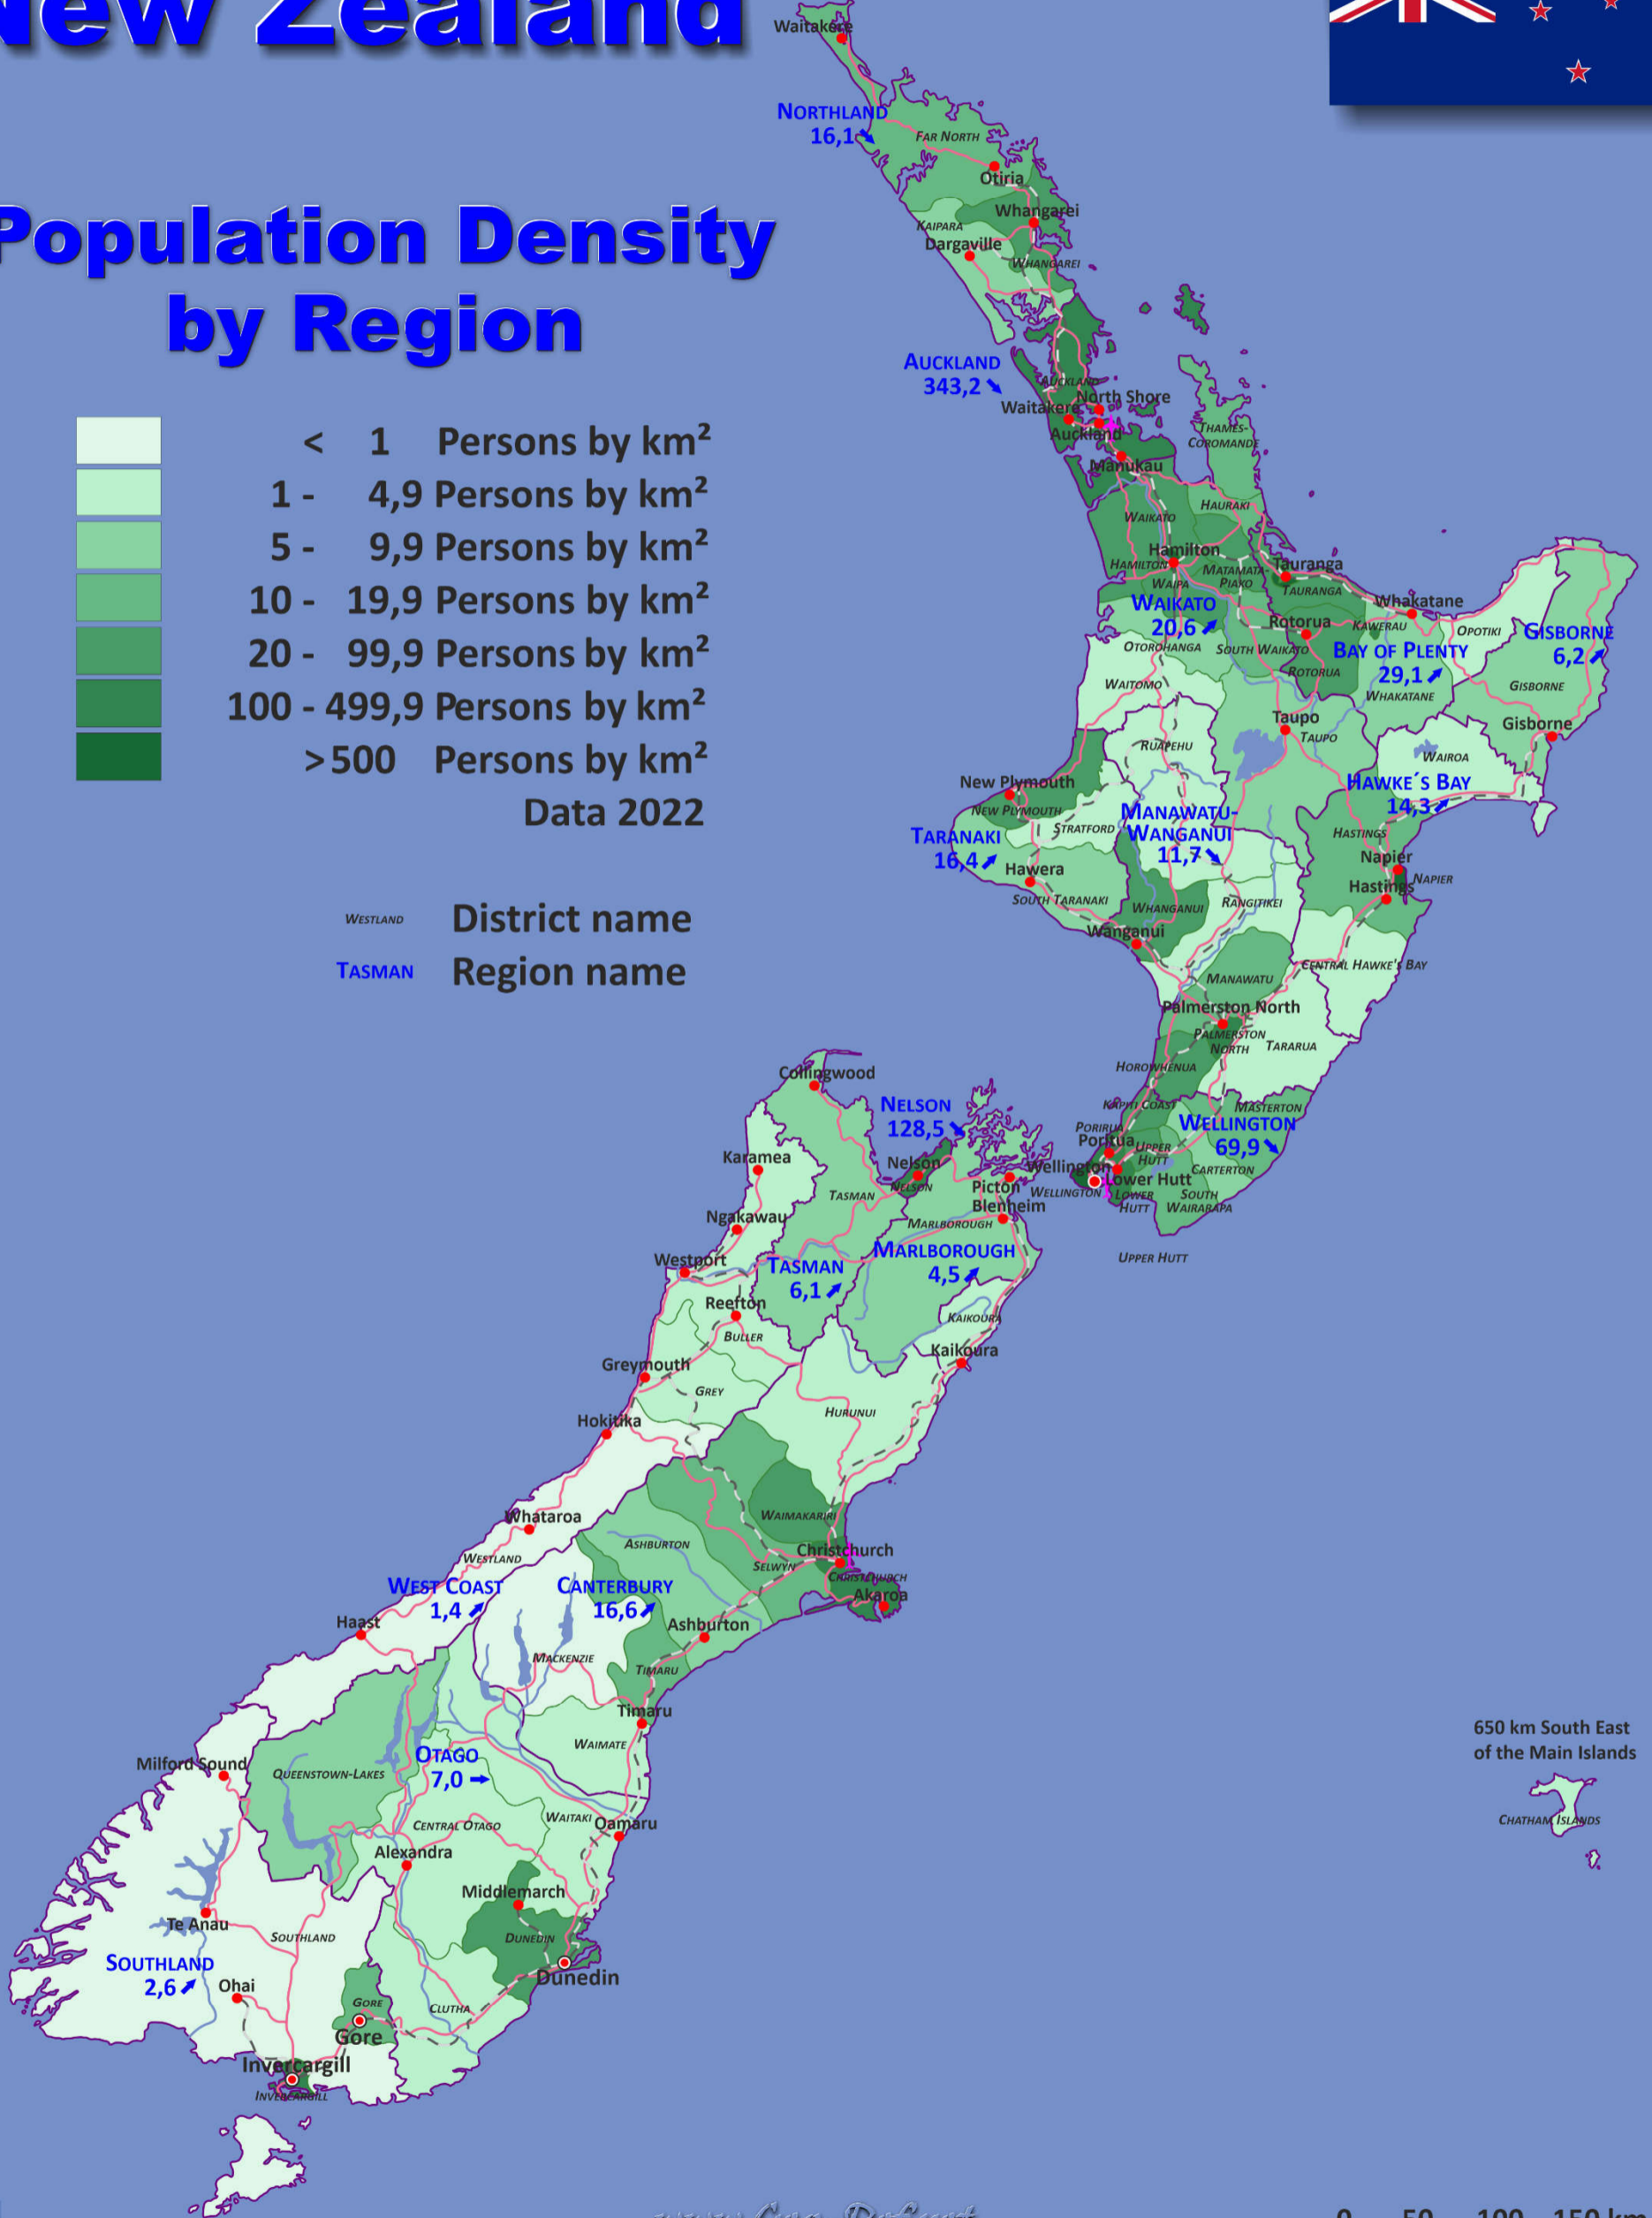 New Zealand
Population Density
by Region
< 1 Persons by km²
1 - 4,9 Persons by km²
5 - 9,9 Persons by km²
10 - 19,9 Persons by km²
20 - 99,9 Persons by km²
100 - 499,9 Persons by km²
>500 Persons by km²
Data 2022
WESTLAND District name
TASMAN Region name
Waitakere
NORTHLAND
16,1
FAR NORTH
Otiria
Whangarei
KAIPARA
Dargaville
WHANGAREI
AUCKLAND
343,2
AUCKLAND
North Shore
Waitakere
Auckland
Manukau
THAMES-
COROMANDE
HAURAKI
WAIKATO
Hamilton
HAMILTON
MATAMATA-
PIAKO
WAIPA
Tauranga
TAURANGA
WAIKATO
20,6
Whakatane
Rotorua
KAWERAU
OPOTIKI
GISBORNE
6,2
OTOROHANGA
SOUTH WAIKATO
BAY OF PLENTY
29,1
ROTORUA
WHAKATANE
GISBORNE
WAITOMO
Taupo
TAUPO
Gisborne
RUAPEHU
WAIROA
New Plymouth
NEW PLYMOUTH
HAWKE´S BAY
14,3
MANAWATU-
WANGANUI
11,7
STRATFORD
TARANAKI
16,4
HASTINGS
Napier
NAPIER
Hastings
Hawera
SOUTH TARANAKI
WHANGANUI
RANGITIKEI
Wanganui
CENTRAL HAWKE'S BAY
MANAWATU
Palmerston North
PALMERSTON
NORTH
TARARUA
HOROWHENUA
KAPITI COAST
MASTERTON
WELLINGTON
69,9
PORIRUA
Porirua
UPPER
HUTT
CARTERTON
Wellington
WELLINGTON
Lower Hutt
LOWER
HUTT
SOUTH
WAIRARAPA
UPPER HUTT
Collingwood
NELSON
128,5
Karamea
Nelson
NELSON
Picton
TASMAN
Blenheim
MARLBOROUGH
Ngakawau
Westport
TASMAN
6,1
MARLBOROUGH
4,5
Reefton
BULLER
KAIKOURA
Kaikoura
Greymouth
GREY
HURUNUI
Hokitika
Whataroa
WAIMAKARIRI
ASHBURTON
WESTLAND
SELWYN
Christchurch
CHRISTCHURCH
Akaroa
WEST COAST
1,4
CANTERBURY
16,6
Haast
Ashburton
MACKENZIE
TIMARU
Timaru
WAIMATE
Milford Sound
QUEENSTOWN-LAKES
OTAGO
7,0
CENTRAL OTAGO
WAITAKI
Oamaru
Alexandra
Middlemarch
Te Anau
SOUTHLAND
DUNEDIN
Dunedin
SOUTHLAND
2,6
Ohai
GORE
Gore
CLUTHA
Invercargill
INVERCARGILL
650 km South East
of the Main Islands
CHATHAM ISLANDS
0 50 100 150 km